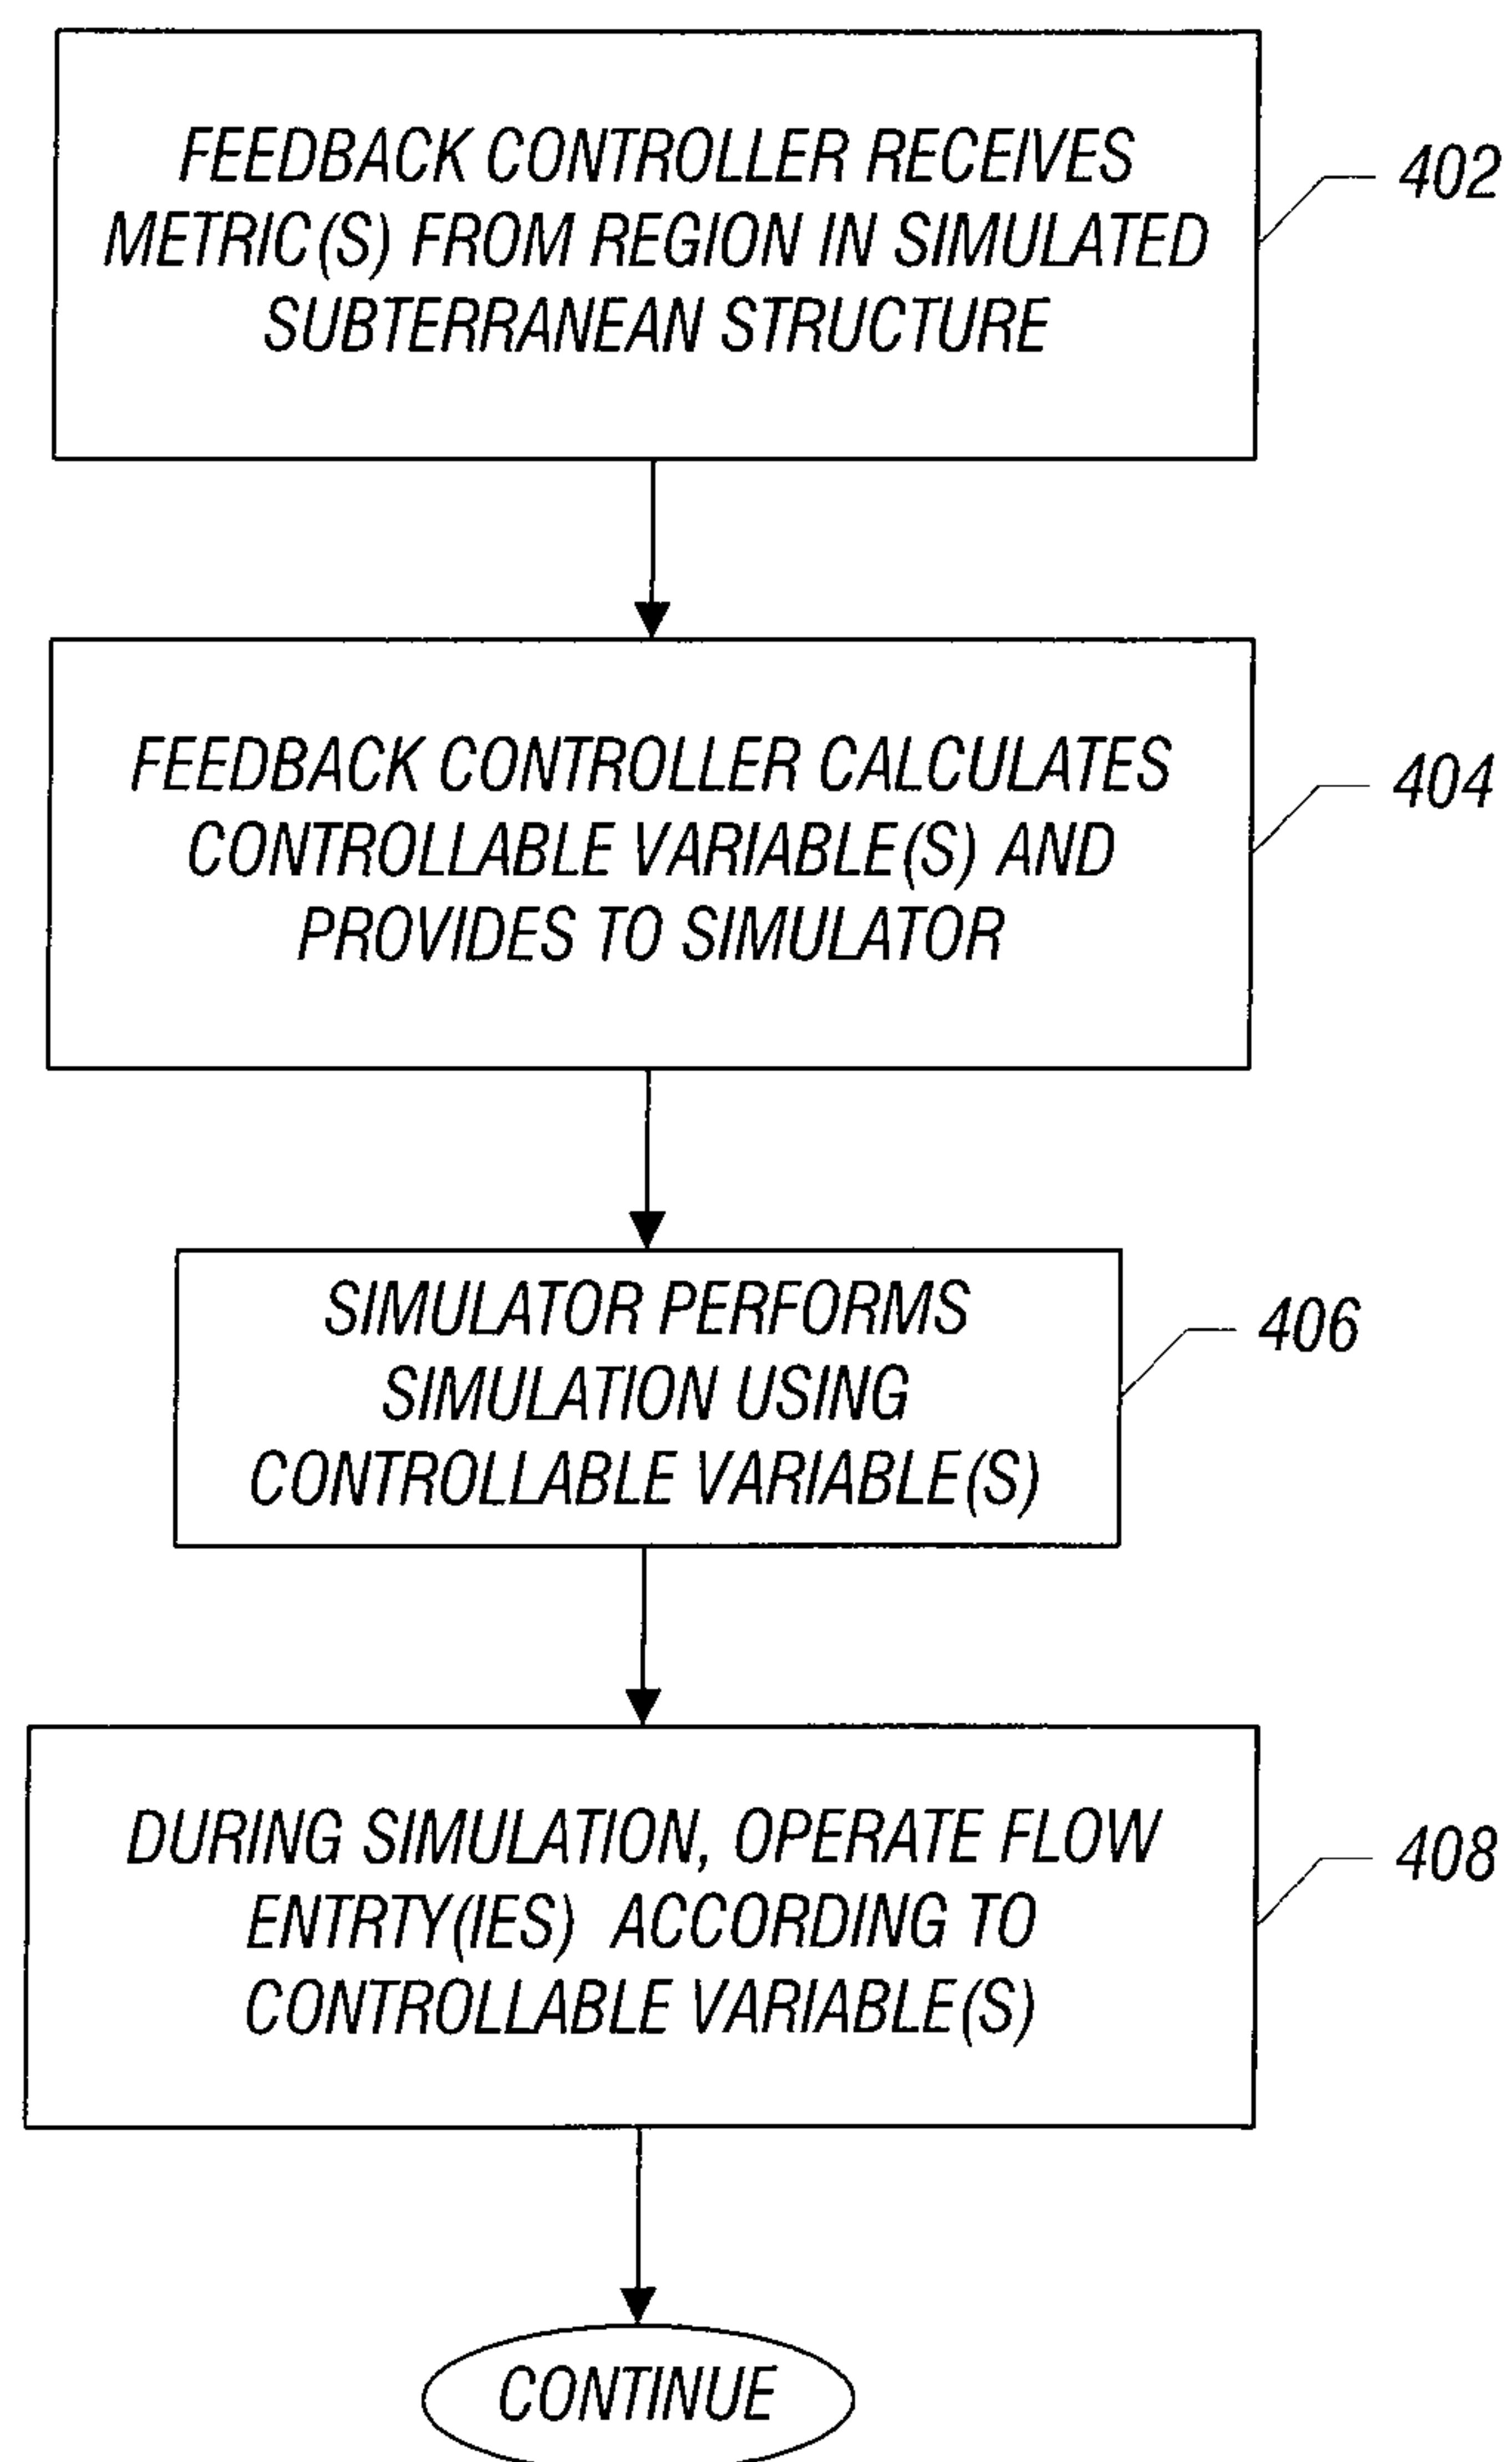 FEEDBACK CONTROLLER RECEIVES
METRIC(S) FROM REGION IN SIMULATED
SUBTERRANEAN STRUCTURE
402
FEEDBACK CONTROLLER CALCULATES
CONTROLLABLE VARIABLE(S) AND
PROVIDES TO SIMULATOR
404
SIMULATOR PERFORMS
SIMULATION USING
CONTROLLABLE VARIABLE(S)
406
DURING SIMULATION, OPERATE FLOW
ENTRTY(IES) ACCORDING TO
CONTROLLABLE VARIABLE(S)
408
CONTINUE